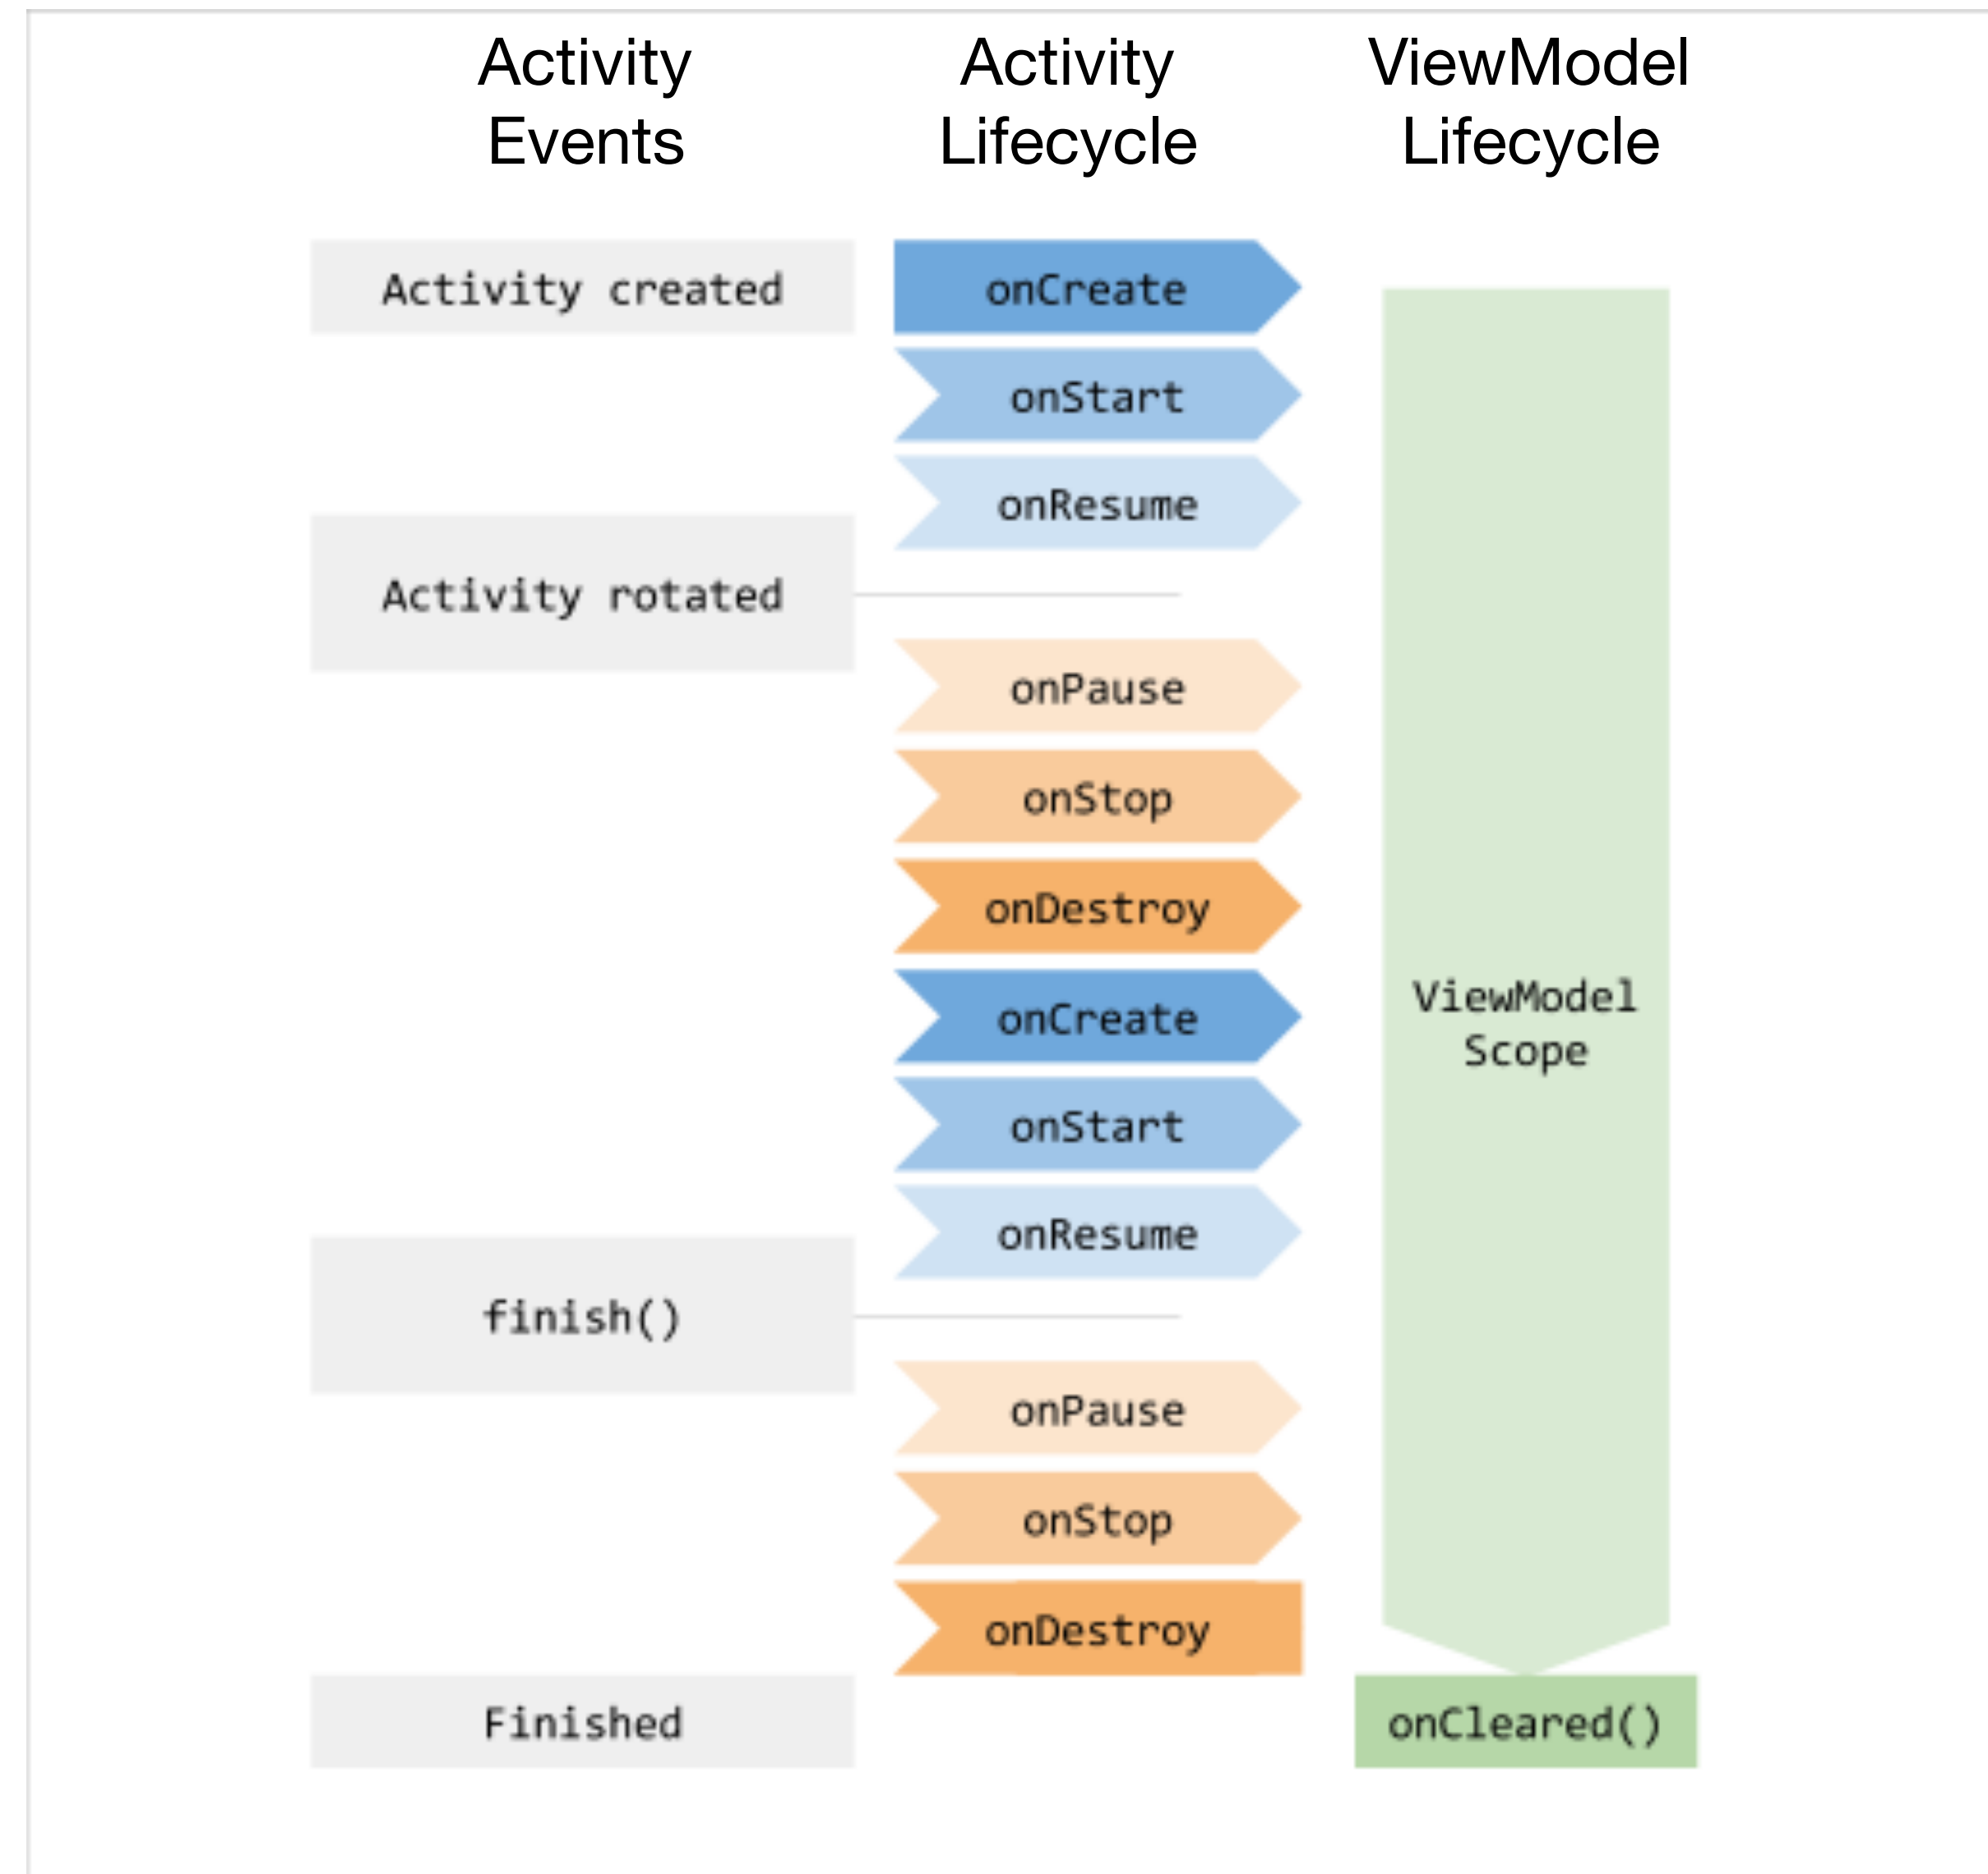 Activity
Events
Activity
Lifecycle
ViewModel
Lifecycle
Activity created
onCreate
onStart
onResume
Activity rotated
onPause
onStop
onDestroy
onCreate
ViewModel
Scope
onStart
onResume
finish()
onPause
onStop
onDestroy
Finished
onCleared()